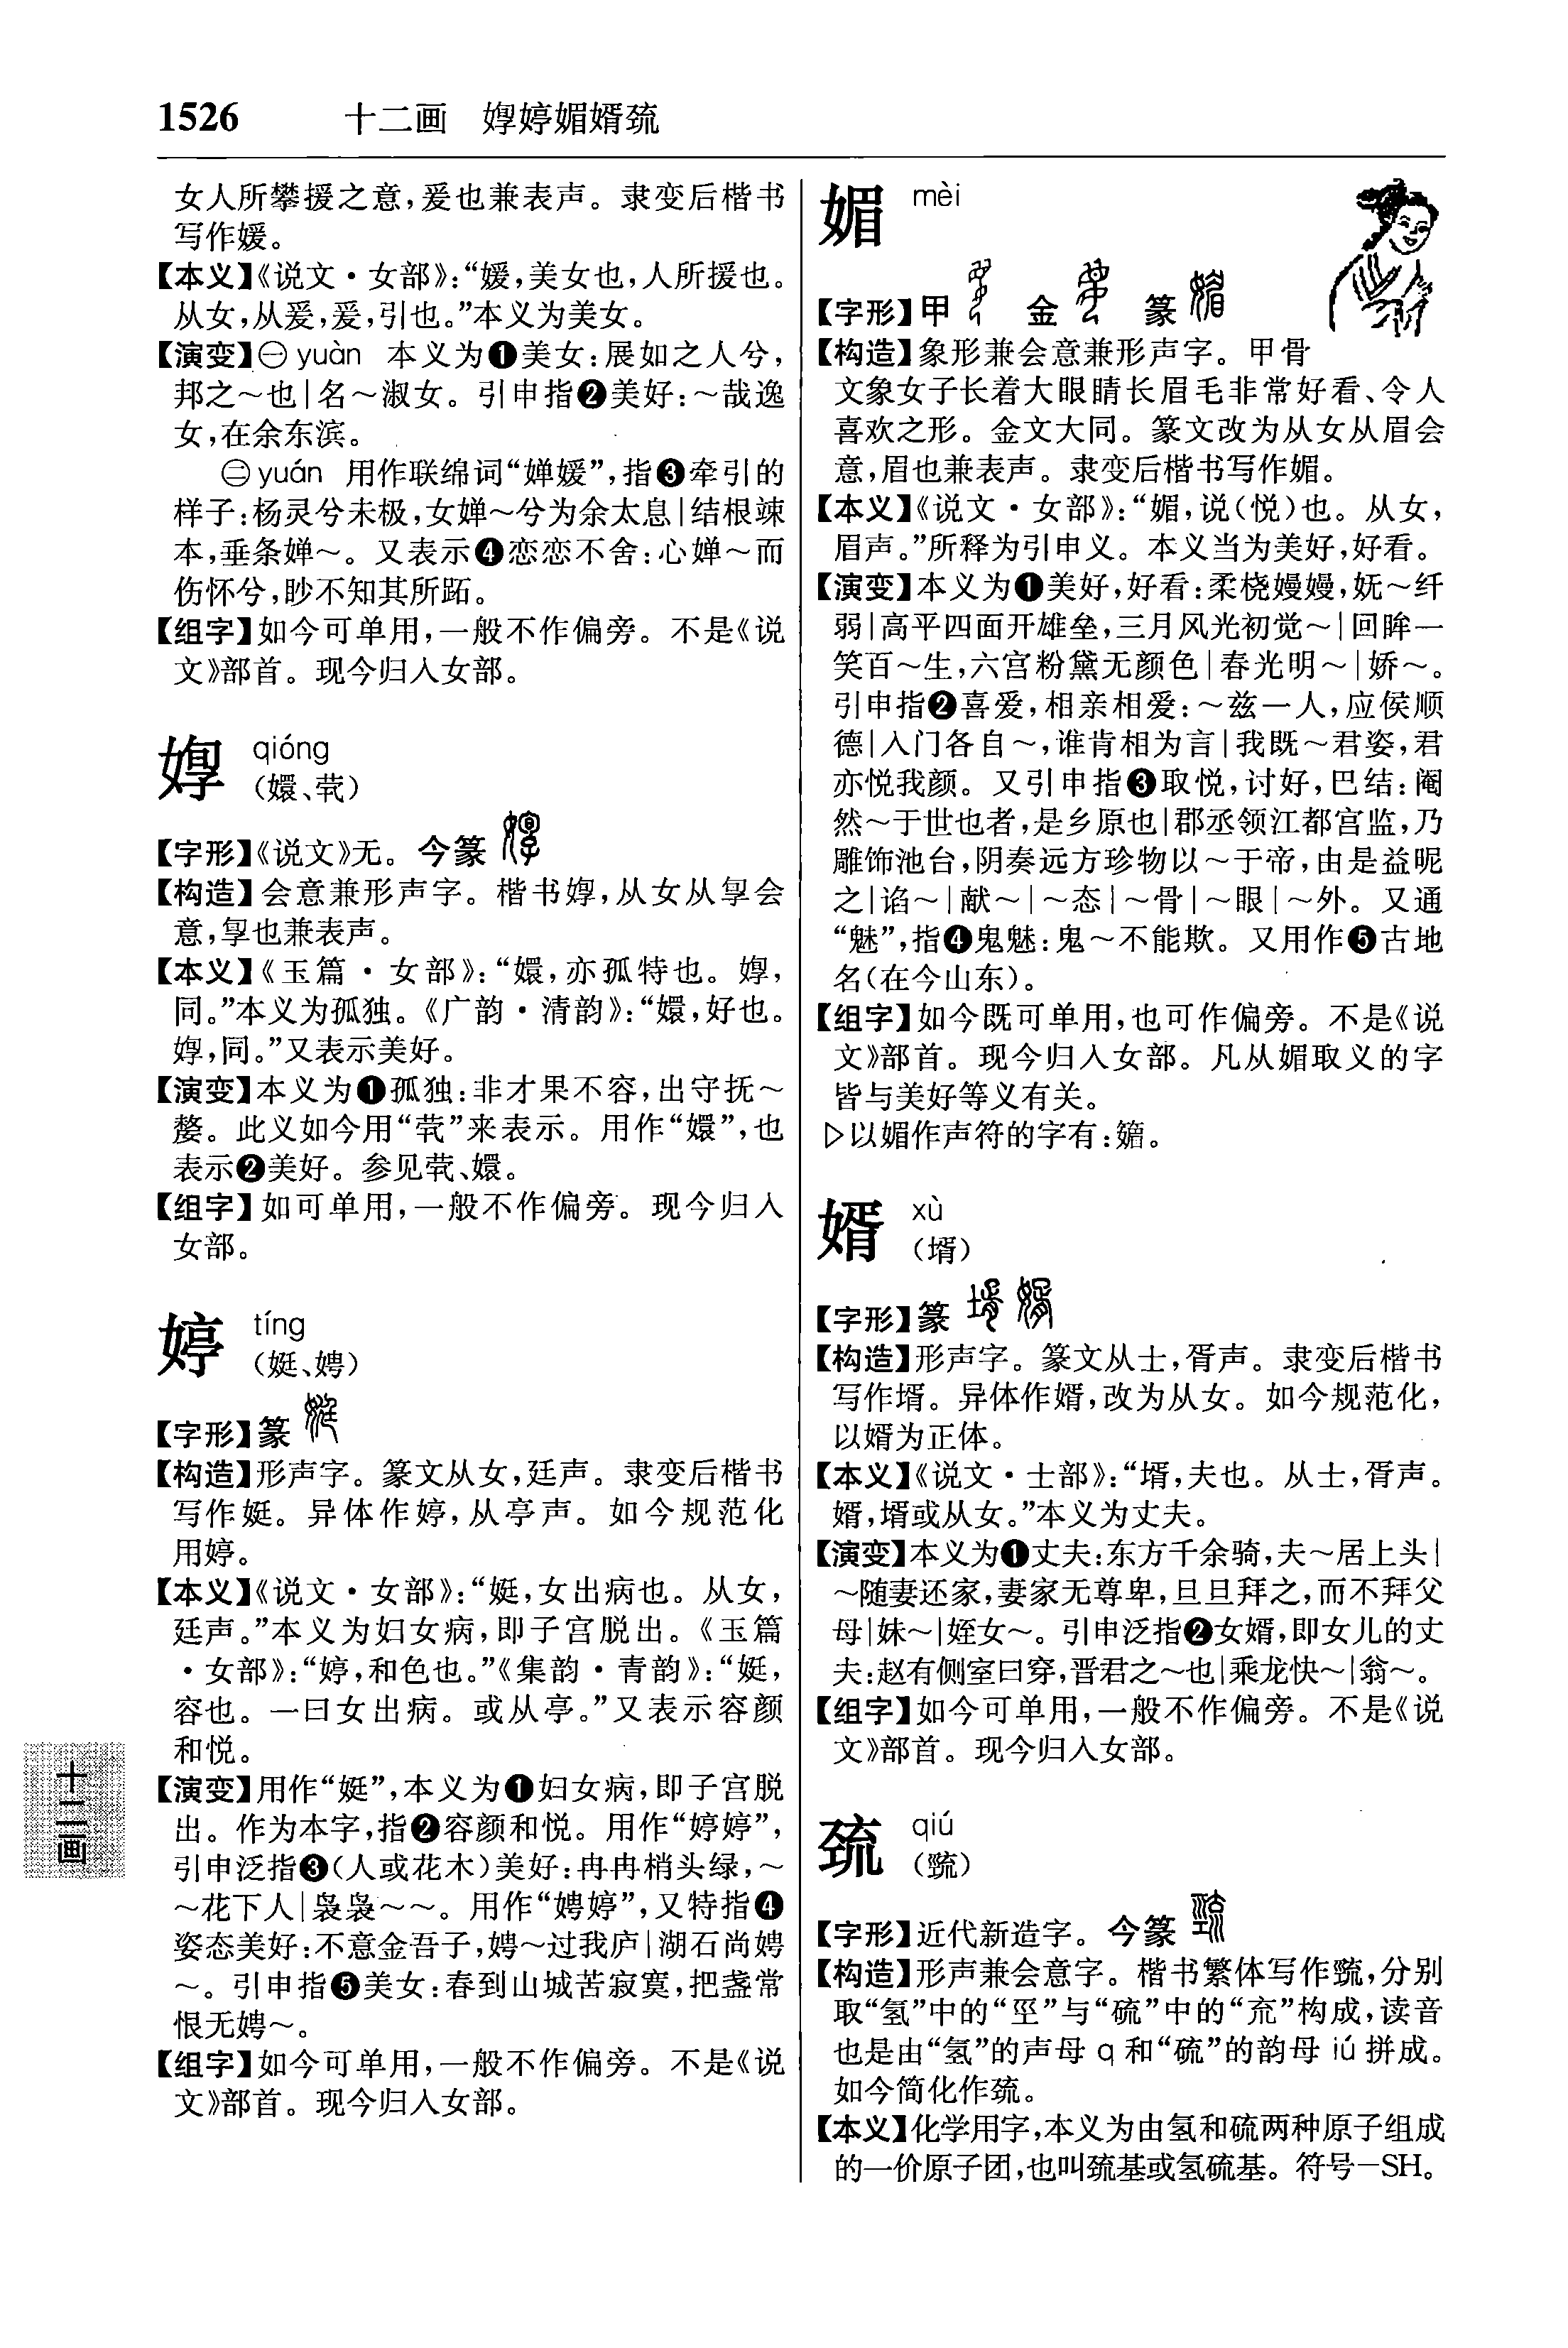 1526 十二画 㛦婷媚婿巯
女人所攀援之意，爰也兼表声。隶变后楷书
写作媛。
【本义】《说文·女部》：“媛，美女也，人所援也。
从女，从爰，爰，引也。”本义为美女。
【演变】㊀yuàn 本义为❶美女：展如之人兮，
邦之～也｜名～淑女。引申指❷美好：～哉逸
女，在余东滨。
㊁yuán 用作联绵词“婵媛”，指❸牵引的
样子：杨灵兮未极，女婵～兮为余太息｜结根竦
本，垂条婵～。又表示❹恋恋不舍：心婵～而
伤怀兮，眇不知其所跖。
【组字】如今可单用，一般不作偏旁。不是《说
文》部首。现今归入女部。
㛦 qióng
（嬛、茕）
【字形】《说文》无。今篆
【构造】会意兼形声字。楷书㛦，从女从㝁会
意，㝁也兼表声。
【本义】《玉篇·女部》：“嬛，亦孤特也。㛦，
同。”本义为孤独。《广韵·清韵》：“嬛，好也。
㛦，同。”又表示美好。
【演变】本义为❶孤独：非才果不容，出守抚～
嫠。此义如今用“茕”来表示。用作“嬛”，也
表示❷美好。参见茕、嬛。
【组字】如可单用，一般不作偏旁。现今归入
女部。
婷 tíng
（娗、娉）
【字形】篆
【构造】形声字。篆文从女，廷声。隶变后楷书
写作娗。异体作婷，从亭声。如今规范化
用婷。
【本义】《说文·女部》：“娗，女出病也。从女，
廷声。”本义为妇女病，即子宫脱出。《玉篇
·女部》：“婷，和色也。”《集韵·青韵》：“娗，
容也。一曰女出病。或从亭。”又表示容颜
和悦。
【演变】用作“娗”，本义为❶妇女病，即子宫脱
出。作为本字，指❷容颜和悦。用作“婷婷”，
引申泛指❸（人或花木）美好：冉冉梢头绿，～
～花下人｜袅袅～～。用作“娉婷”，又特指❹
姿态美好：不意金吾子，娉～过我庐｜湖石尚娉
～。引申指❺美女：春到山城苦寂寞，把盏常
恨无娉～。
【组字】如今可单用，一般不作偏旁。不是《说
文》部首。现今归入女部。
媚 mèi
【字形】甲 金 篆
【构造】象形兼会意兼形声字。甲骨
文象女子长着大眼睛长眉毛非常好看、令人
喜欢之形。金文大同。篆文改为从女从眉会
意，眉也兼表声。隶变后楷书写作媚。
【本义】《说文·女部》：“媚，说（悦）也。从女，
眉声。”所释为引申义。本义当为美好，好看。
【演变】本义为❶美好，好看：柔桡嫚嫚，妩～纤
弱｜高平四面开雄垒，三月风光初觉～｜回眸一
笑百～生，六宫粉黛无颜色｜春光明～｜娇～。
引申指❷喜爱，相亲相爱：～兹一人，应侯顺
德｜入门各自～，谁肯相为言｜我既～君姿，君
亦悦我颜。又引申指❸取悦，讨好，巴结：阉
然～于世也者，是乡原也｜郡丞领江都宫监，乃
雕饰池台，阴奏远方珍物以～于帝，由是益昵
之｜谄～｜献～｜～态｜～骨｜～眼｜～外。又通
“魅”，指❹鬼魅：鬼～不能欺。又用作❺古地
名（在今山东）。
【组字】如今既可单用，也可作偏旁。不是《说
文》部首。现今归入女部。凡从媚取义的字
皆与美好等义有关。
▷以媚作声符的字有：。
婿 xù
（壻）
【字形】篆
【构造】形声字。篆文从士，胥声。隶变后楷书
写作壻。异体作婿，改为从女。如今规范化，
以婿为正体。
【本义】《说文·士部》：“壻，夫也。从士，胥声。
婿，壻或从女。”本义为丈夫。
【演变】本义为❶丈夫：东方千余骑，夫～居上头｜
～随妻还家，妻家无尊卑，旦旦拜之，而不拜父
母｜妹～｜姪女～。引申泛指❷女婿，即女儿的丈
夫：赵有侧室曰穿，晋君之～也｜乘龙快～｜翁～。
【组字】如今可单用，一般不作偏旁。不是《说
文》部首。现今归入女部。
巯 qiú
（巰）
【字形】近代新造字。今篆
【构造】形声兼会意字。楷书繁体写作巰，分别
取“氢”中的“巠”与“硫”中的“㐬”构成，读音
也是由“氢”的声母 q 和“硫”的韵母 iú 拼成。
如今简化作巯。
【本义】化学用字，本义为由氢和硫两种原子组成
的一价原子团，也叫巯基或氢硫基。符号－SH。
十二画